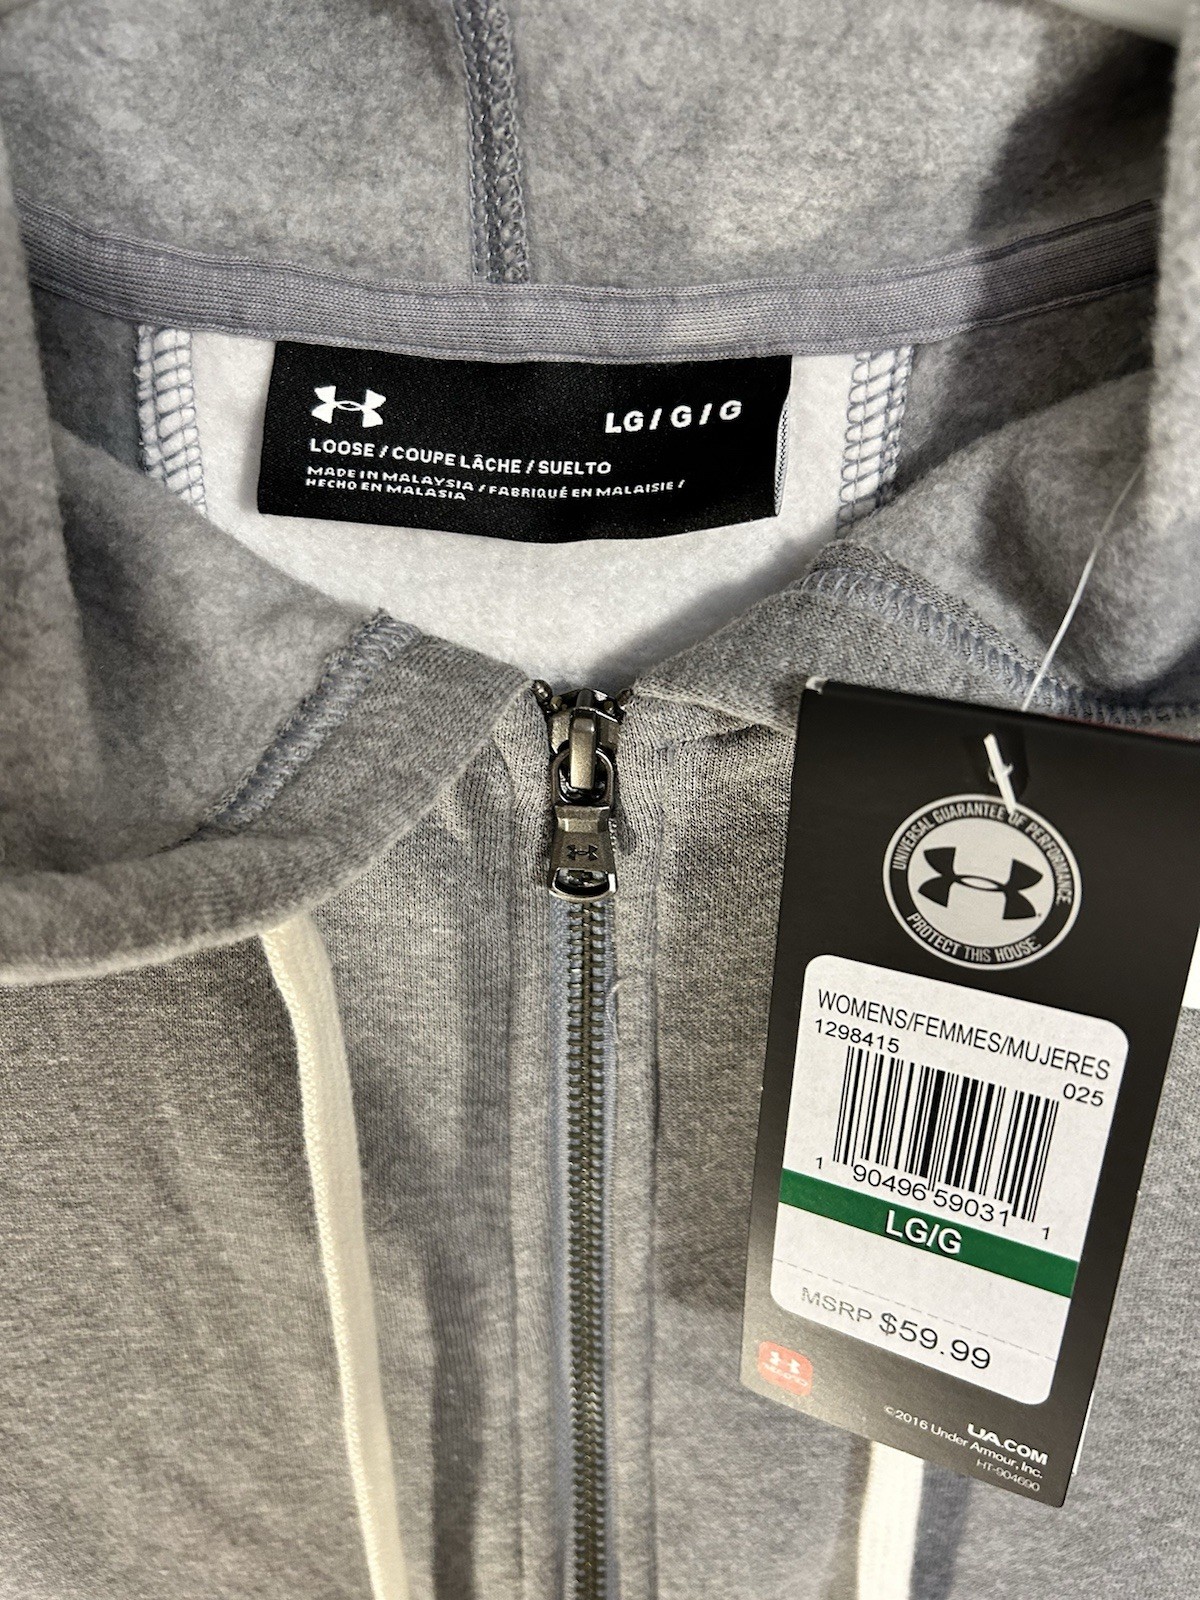 LG / G / G
LOOSE / COUPE LÂCHE / SUELTO
MADE IN MALAYSIA / FABRIQUÉ EN MALAISIE /
HECHO EN MALASIA
UNIVERSAL GUARANTEE OF PERFORMANCE
PROTECT THIS HOUSE.
WOMENS/FEMMES/MUJERES
1298415
025
1 90496 59031 1
LG/G
MSRP $59.99
UA.COM
©2016 Under Armour, Inc.
HT-904690